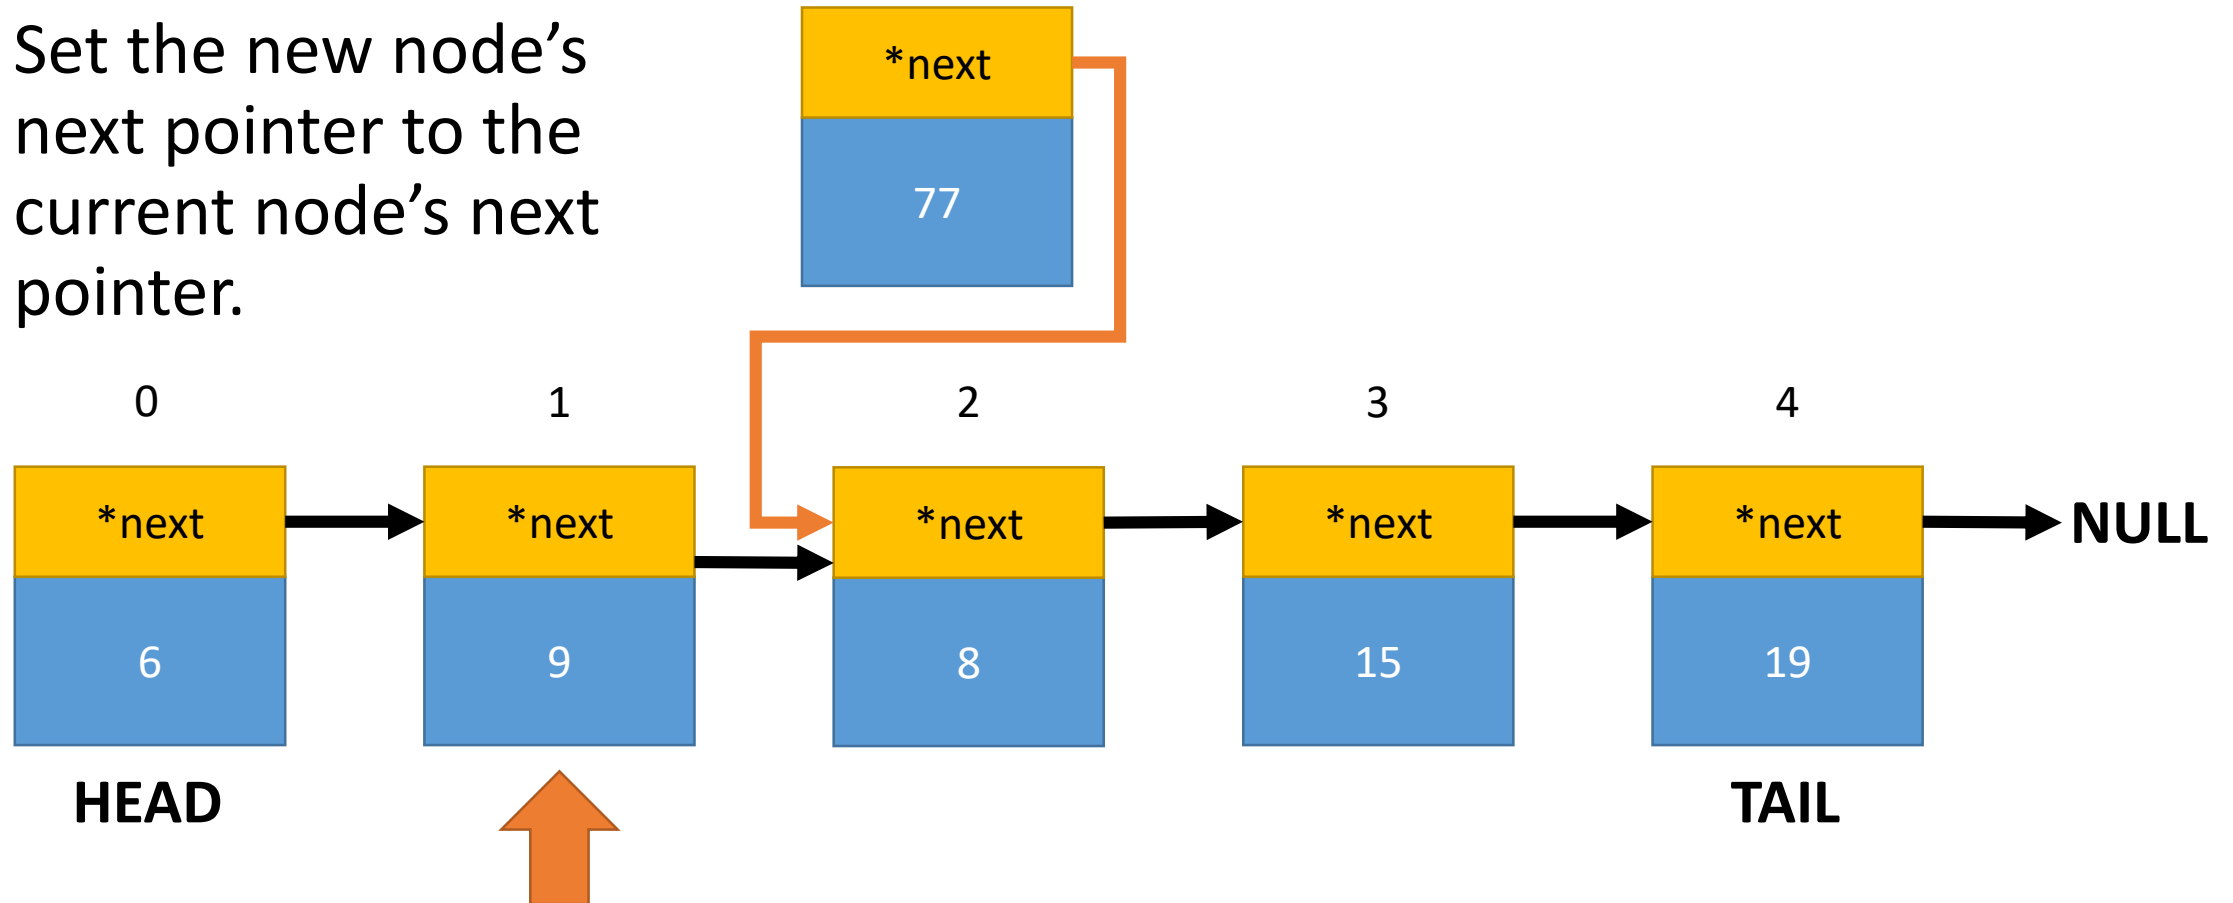 Set the new node’s
next pointer to the
current node’s next
pointer.
*next
77
0 1 2 3 4
*next *next *next *next *next NULL
6 9 8 15 19
HEAD TAIL